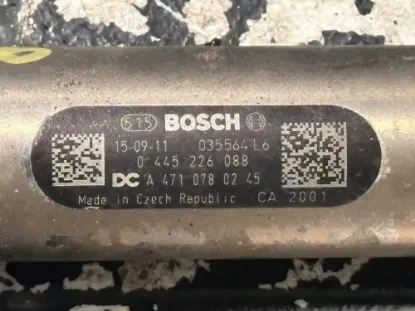 515 BOSCH
15-09-11 035564 L6
0 445 226 088
DC A 471 078 02 45
Made in Czech Republic CA 2001